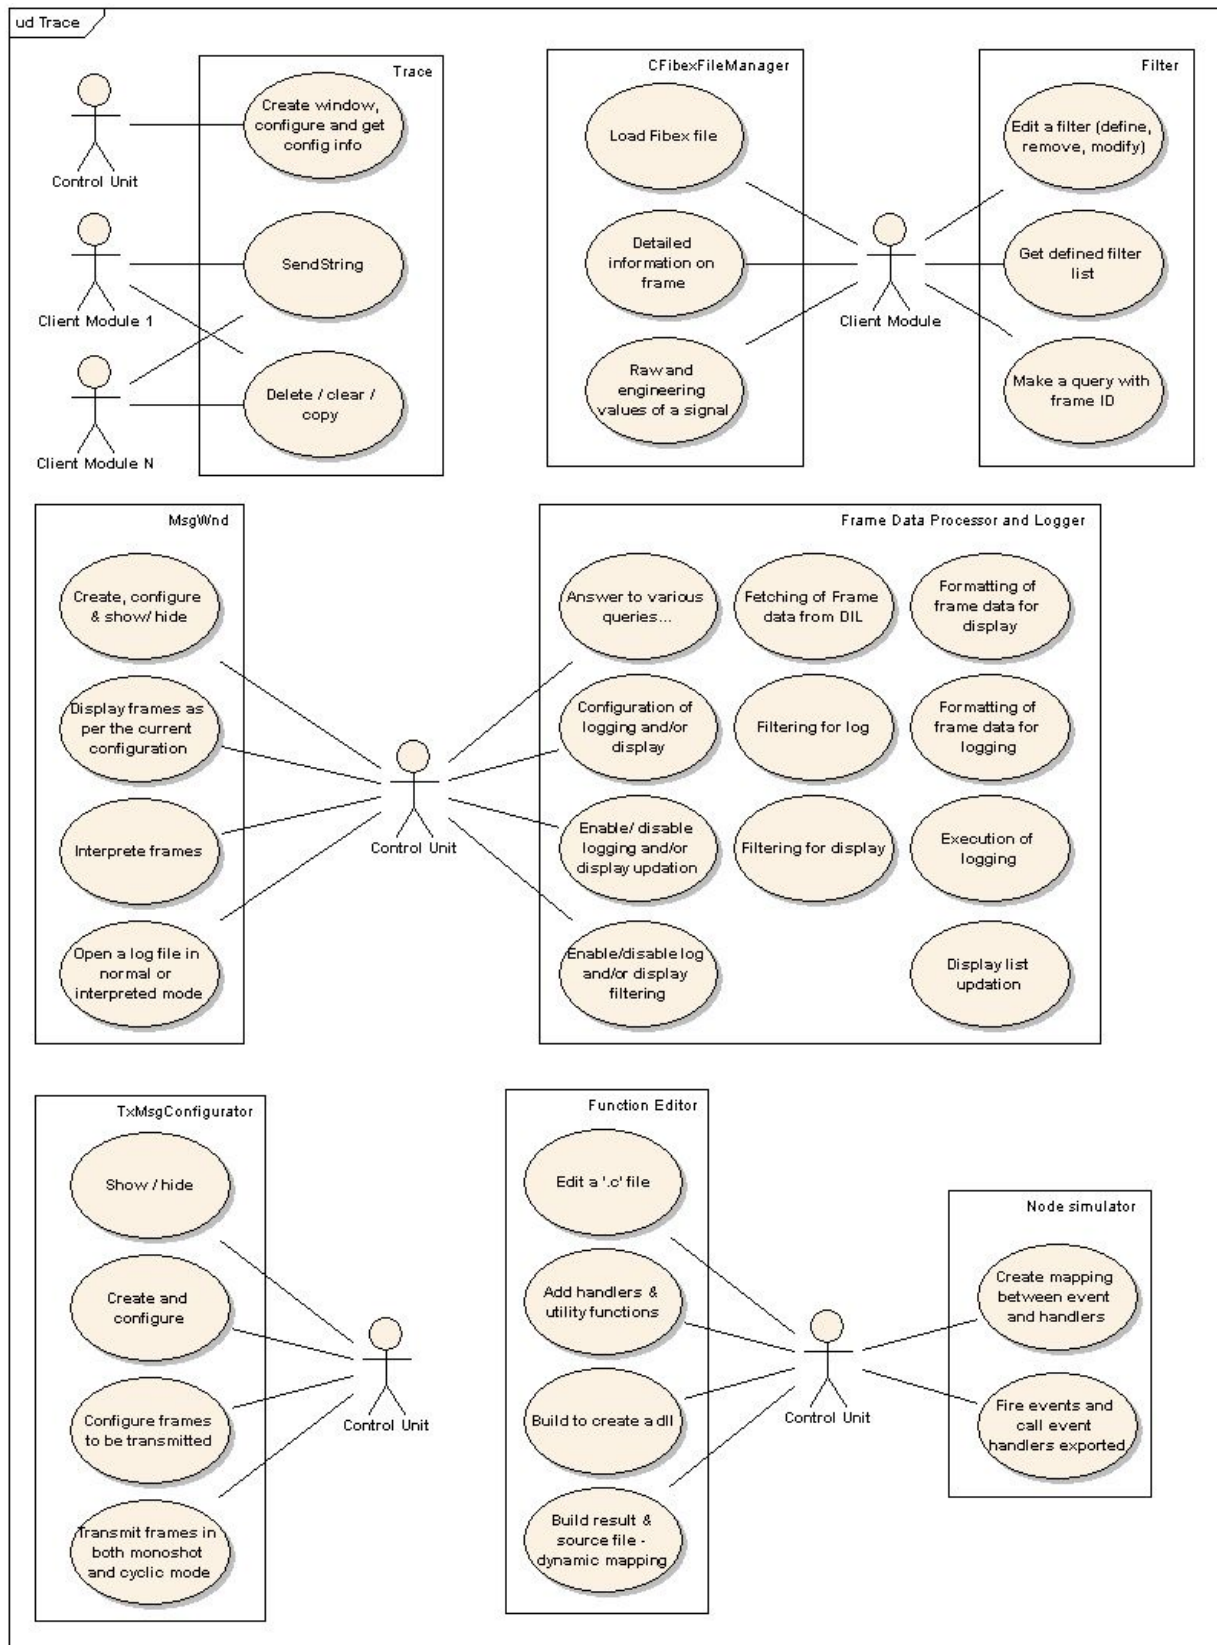 ud Trace
Trace
Create window,
configure and get
config info
Control Unit
SendString
Client Module 1
Delete / clear /
copy
Client Module N
CFibexFileManager
Load Fibex file
Detailed
information on
frame
Raw and
engineering
values of a signal
Client Module
Filter
Edit a filter (define,
remove, modify)
Get defined filter
list
Make a query with
frame ID
MsgWnd
Create, configure
& show/ hide
Display frames as
per the current
configuration
Interprete frames
Open a log file in
normal or
interpreted mode
Control Unit
Frame Data Processor and Logger
Answer to various
queries...
Fetching of Frame
data from DIL
Formatting of
frame data for
display
Configuration of
logging and/or
display
Filtering for log
Formatting of
frame data for
logging
Enable/ disable
logging and/or
display updation
Filtering for display
Execution of
logging
Enable/disable log
and/or display
filtering
Display list
updation
TxMsgConfigurator
Show / hide
Create and
configure
Configure frames
to be transmitted
Transmit frames in
both monoshot
and cyclic mode
Control Unit
Function Editor
Edit a '.c' file
Add handlers &
utility functions
Build to create a dll
Build result &
source file -
dynamic mapping
Control Unit
Node simulator
Create mapping
between event
and handlers
Fire events and
call event
handlers exported